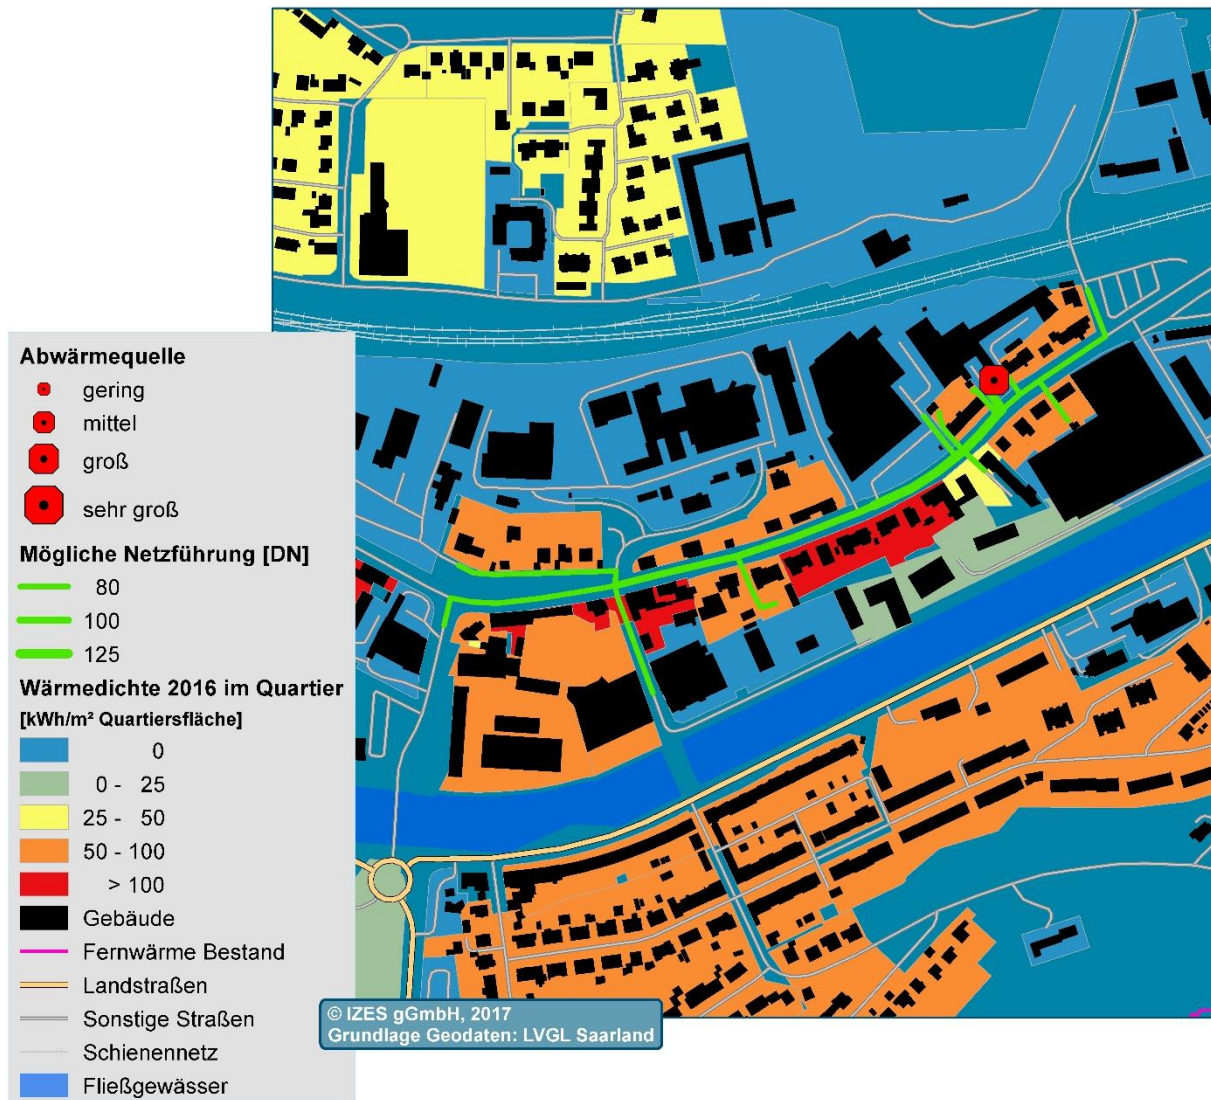 Abwärmequelle
gering
mittel
groß
sehr groß
Mögliche Netzführung [DN]
80
100
125
Wärmedichte 2016 im Quartier
[kWh/m² Quartiersfläche]
0
0 - 25
25 - 50
50 - 100
> 100
Gebäude
Fernwärme Bestand
Landstraßen
Sonstige Straßen
Schienennetz
Fließgewässer
© IZES gGmbH, 2017
Grundlage Geodaten: LVGL Saarland